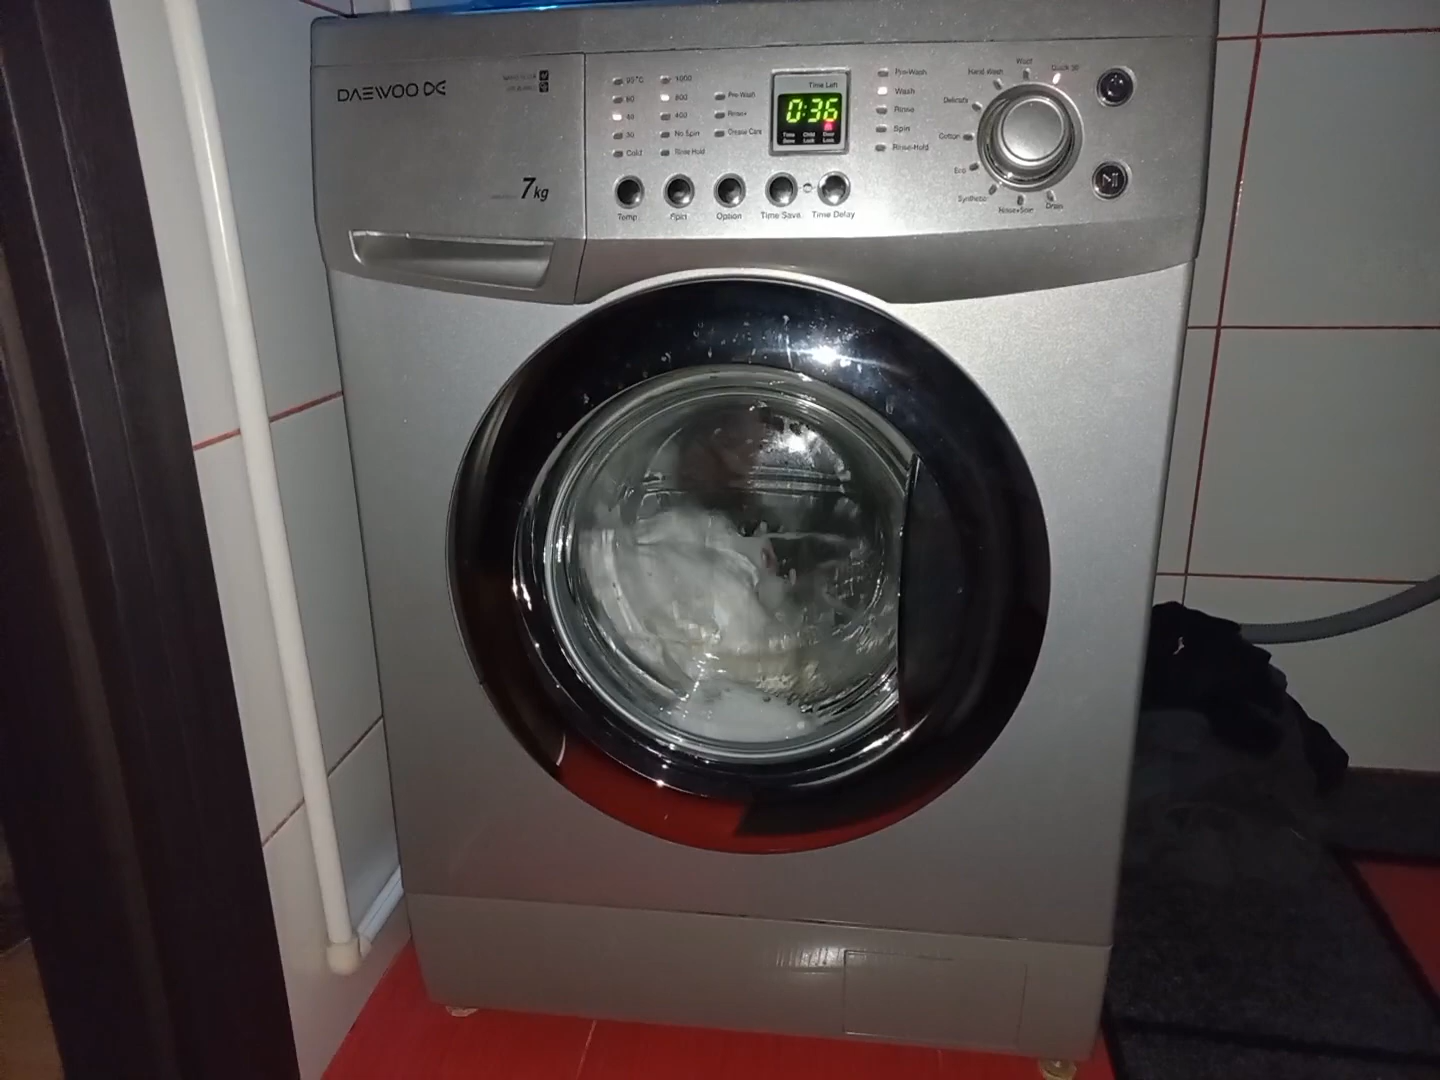 DAEWOO
7kg
95°C
60
40
30
Cold
1000
800
400
No Spin
Rinse Hold
Pre-Wash
Rinse+
Crease Care
Time Left
0:36
Time Save
Child Lock
Door Lock
Temp.
Spin
Option
Time Save
Time Delay
Pre-Wash
Wash
Rinse
Spin
Rinse-Hold
Wool
Quick 30
Hand Wash
Delicate
Cotton
Eco
Synthetic
Rinse+Spin
Drain